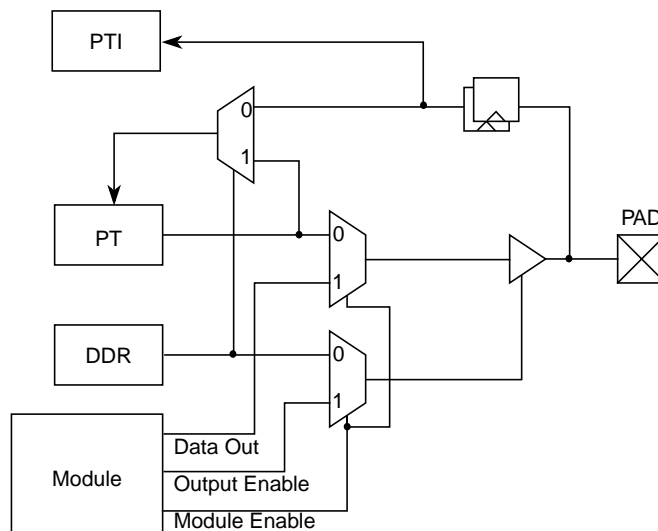 PTI
0
1
PT
0
PAD
1
DDR
0
1
Data Out
Module
Output Enable
Module Enable